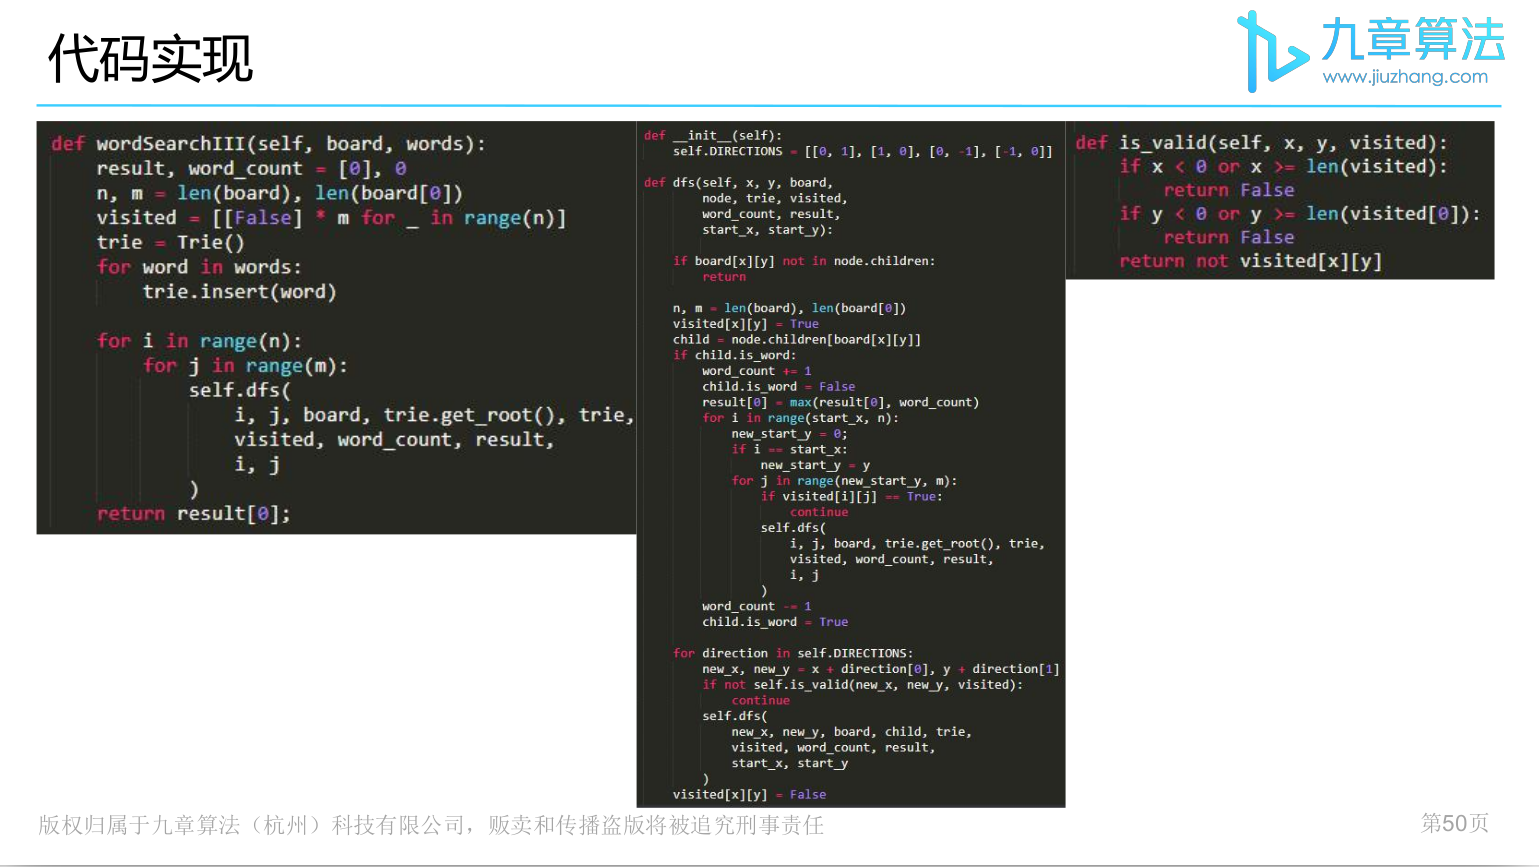 代码实现
九章算法
www.jiuzhang.com
def wordSearchIII(self, board, words):
    result, word_count = [0], 0
    n, m = len(board), len(board[0])
    visited = [[False] * m for _ in range(n)]
    trie = Trie()
    for word in words:
        trie.insert(word)
    for i in range(n):
        for j in range(m):
            self.dfs(
                i, j, board, trie.get_root(), trie,
                visited, word_count, result,
                i, j
            )
    return result[0];
def __init__(self):
    self.DIRECTIONS = [[0, 1], [1, 0], [0, -1], [-1, 0]]
def dfs(self, x, y, board,
        node, trie, visited,
        word_count, result,
        start_x, start_y):
    if board[x][y] not in node.children:
        return
    n, m = len(board), len(board[0])
    visited[x][y] = True
    child = node.children[board[x][y]]
    if child.is_word:
        word_count += 1
        child.is_word = False
        result[0] = max(result[0], word_count)
        for i in range(start_x, n):
            new_start_y = 0;
            if i == start_x:
                new_start_y = y
            for j in range(new_start_y, m):
                if visited[i][j] == True:
                    continue
                self.dfs(
                    i, j, board, trie.get_root(), trie,
                    visited, word_count, result,
                    i, j
                )
        word_count -= 1
        child.is_word = True
    for direction in self.DIRECTIONS:
        new_x, new_y = x + direction[0], y + direction[1]
        if not self.is_valid(new_x, new_y, visited):
            continue
        self.dfs(
            new_x, new_y, board, child, trie,
            visited, word_count, result,
            start_x, start_y
        )
    visited[x][y] = False
def is_valid(self, x, y, visited):
    if x < 0 or x >= len(visited):
        return False
    if y < 0 or y >= len(visited[0]):
        return False
    return not visited[x][y]
版权归属于九章算法（杭州）科技有限公司，贩卖和传播盗版将被追究刑事责任
第50页